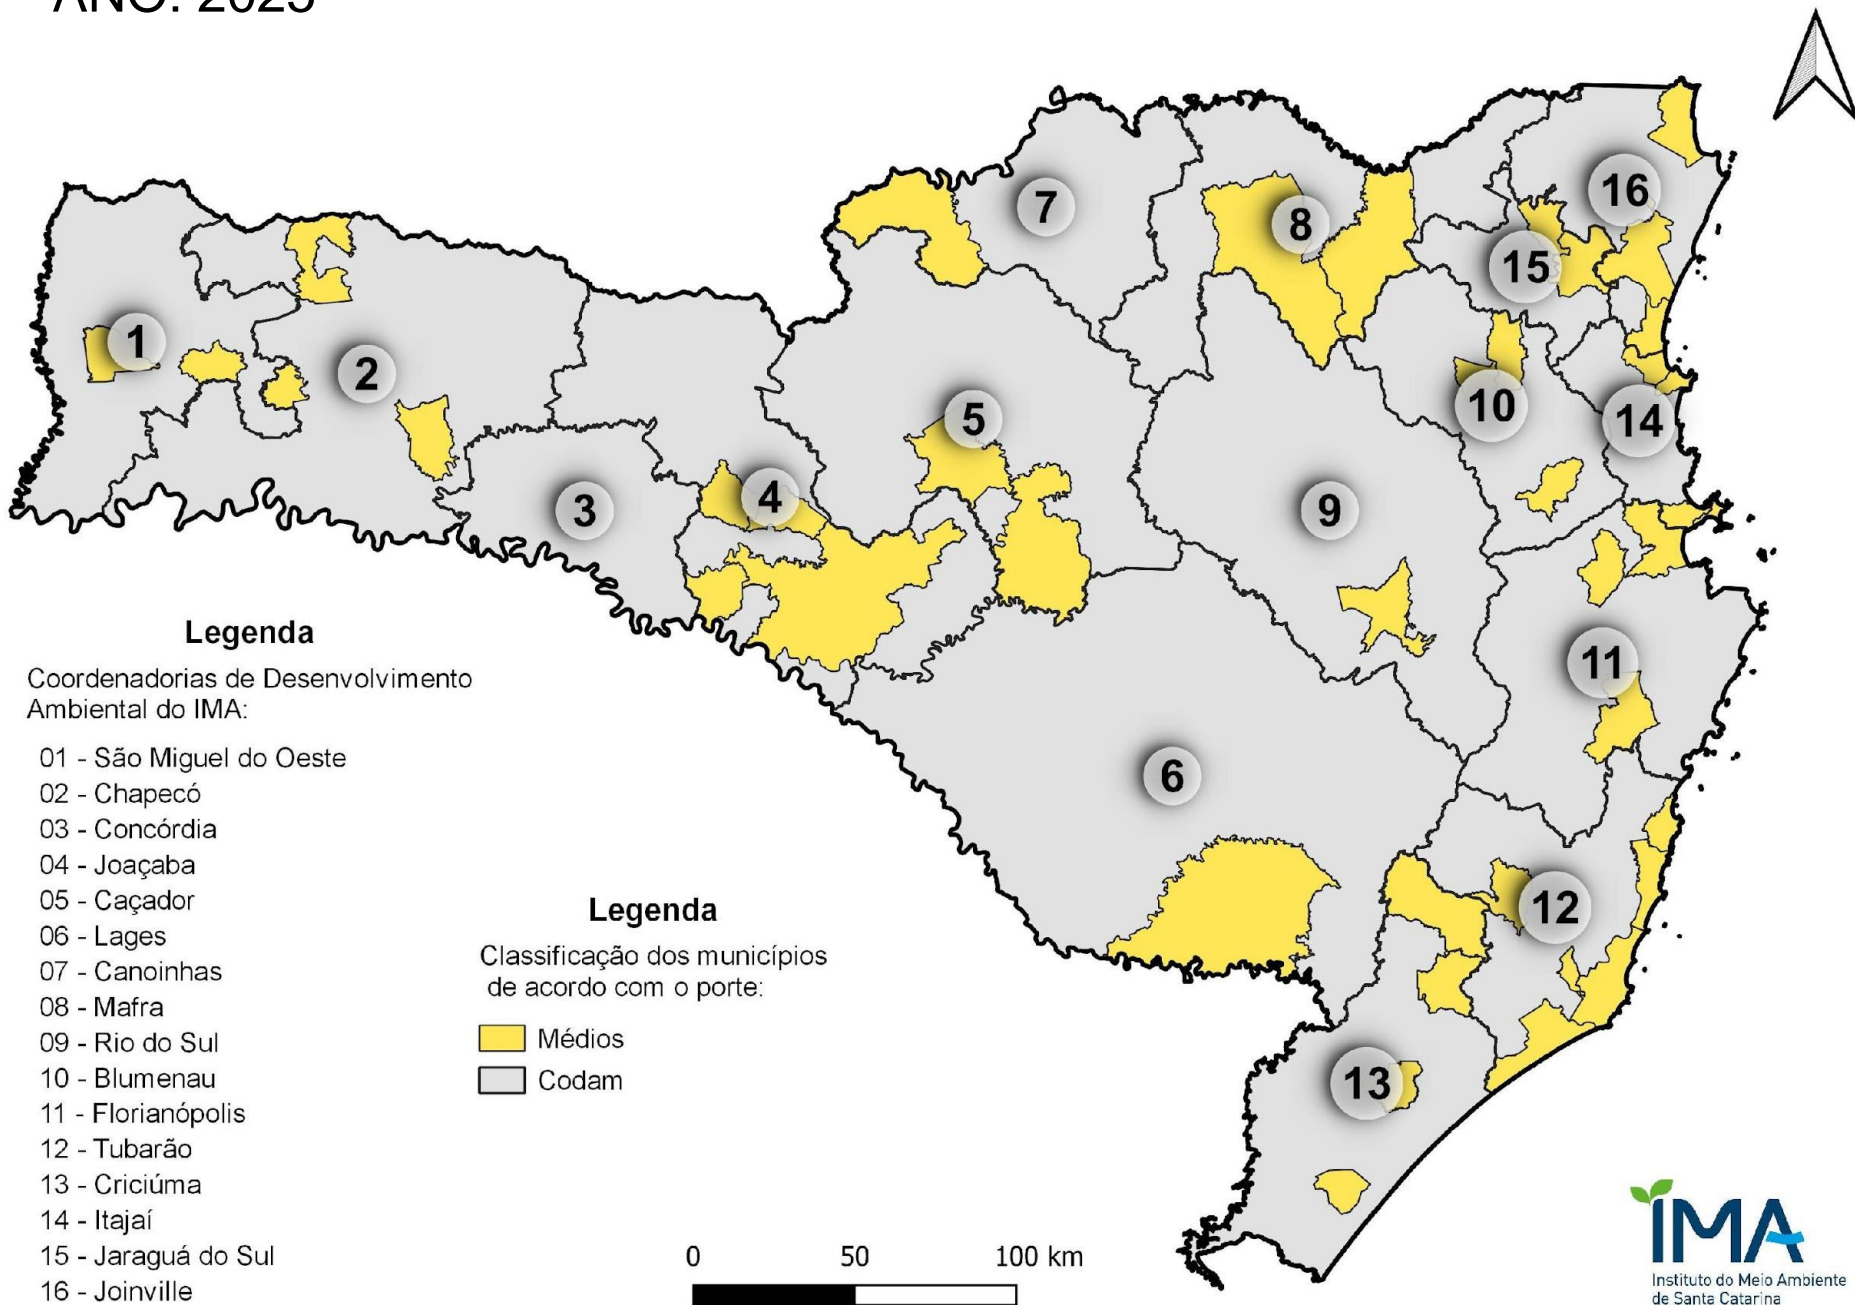 ANO: 2025
7
16
8
15
1
2
5
10
14
3
4
9
11
6
12
13
Legenda
Coordenadorias de Desenvolvimento
Ambiental do IMA:
01 - São Miguel do Oeste
02 - Chapecó
03 - Concórdia
04 - Joaçaba
05 - Caçador
06 - Lages
07 - Canoinhas
08 - Mafra
09 - Rio do Sul
10 - Blumenau
11 - Florianópolis
12 - Tubarão
13 - Criciúma
14 - Itajaí
15 - Jaraguá do Sul
16 - Joinville
Legenda
Classificação dos municípios
de acordo com o porte:
Médios
Codam
0 50 100 km
IMA
Instituto do Meio Ambiente
de Santa Catarina